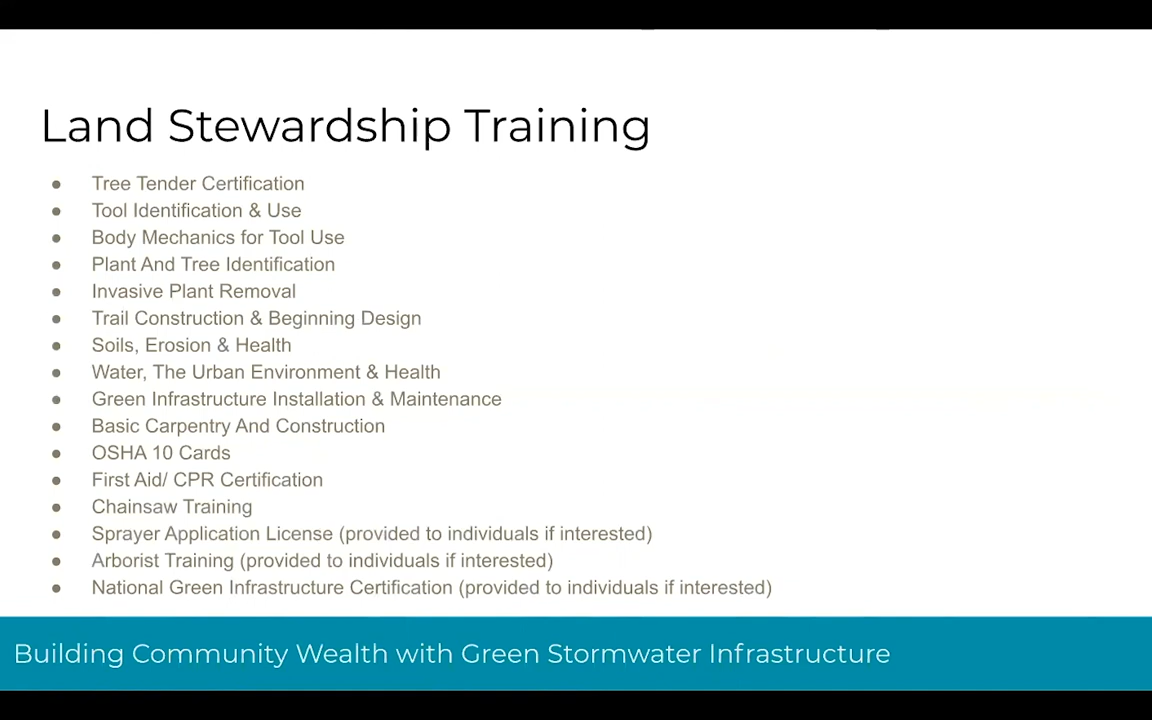 Land Stewardship Training
● Tree Tender Certification
● Tool Identification & Use
● Body Mechanics for Tool Use
● Plant And Tree Identification
● Invasive Plant Removal
● Trail Construction & Beginning Design
● Soils, Erosion & Health
● Water, The Urban Environment & Health
● Green Infrastructure Installation & Maintenance
● Basic Carpentry And Construction
● OSHA 10 Cards
● First Aid/ CPR Certification
● Chainsaw Training
● Sprayer Application License (provided to individuals if interested)
● Arborist Training (provided to individuals if interested)
● National Green Infrastructure Certification (provided to individuals if interested)
Building Community Wealth with Green Stormwater Infrastructure